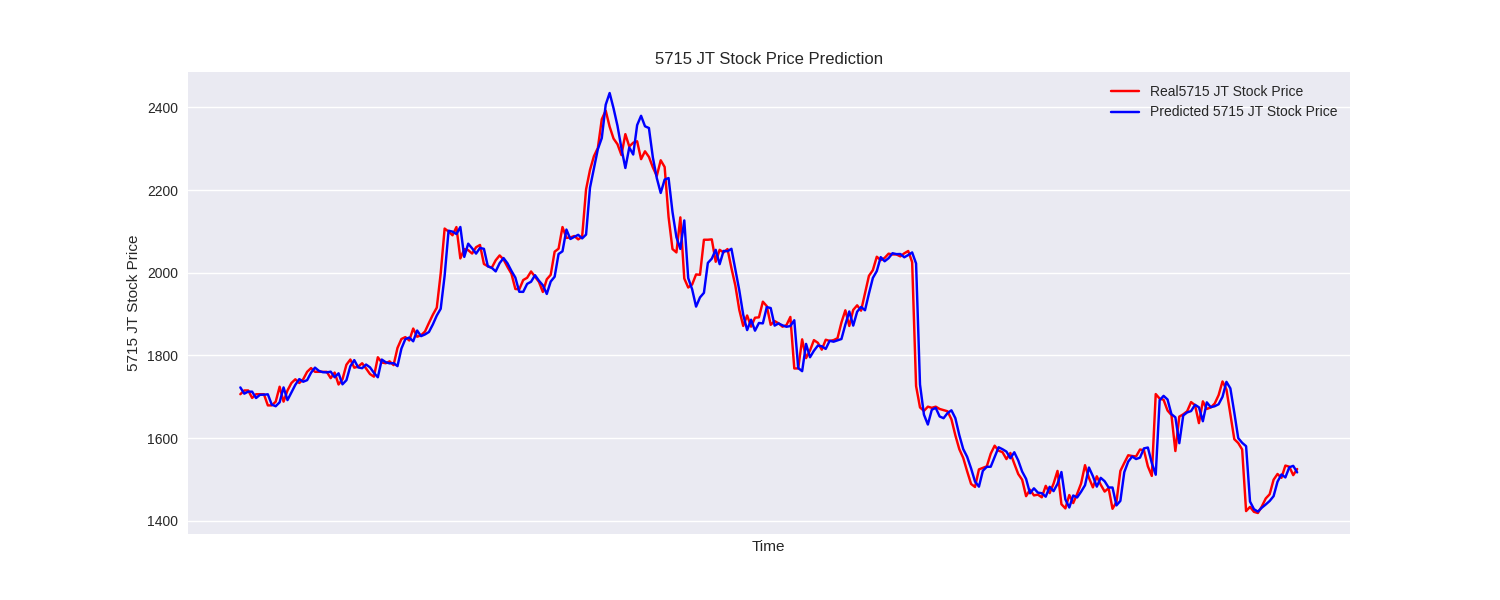 5715 JT Stock Price Prediction
Real5715 JT Stock Price
Predicted 5715 JT Stock Price
5715 JT Stock Price
2400
2200
2000
1800
1600
1400
Time